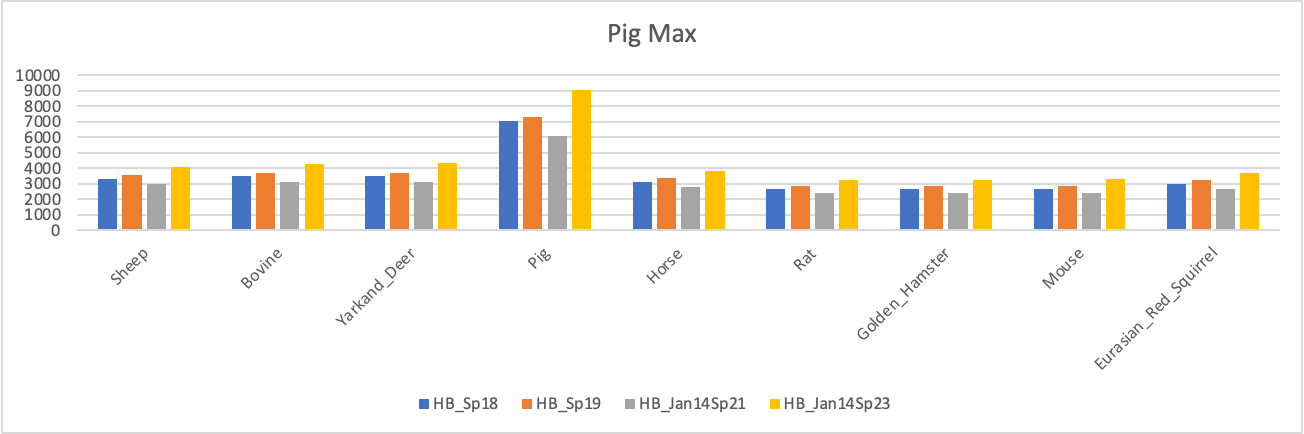 Pig Max
10000
9000
8000
7000
6000
5000
4000
3000
2000
1000
0
Sheep
Bovine
Yarkand_Deer
Pig
Horse
Rat
Golden_Hamster
Mouse
Eurasian_Red_Squirrel
HB_Sp18 HB_Sp19 HB_Jan14Sp21 HB_Jan14Sp23